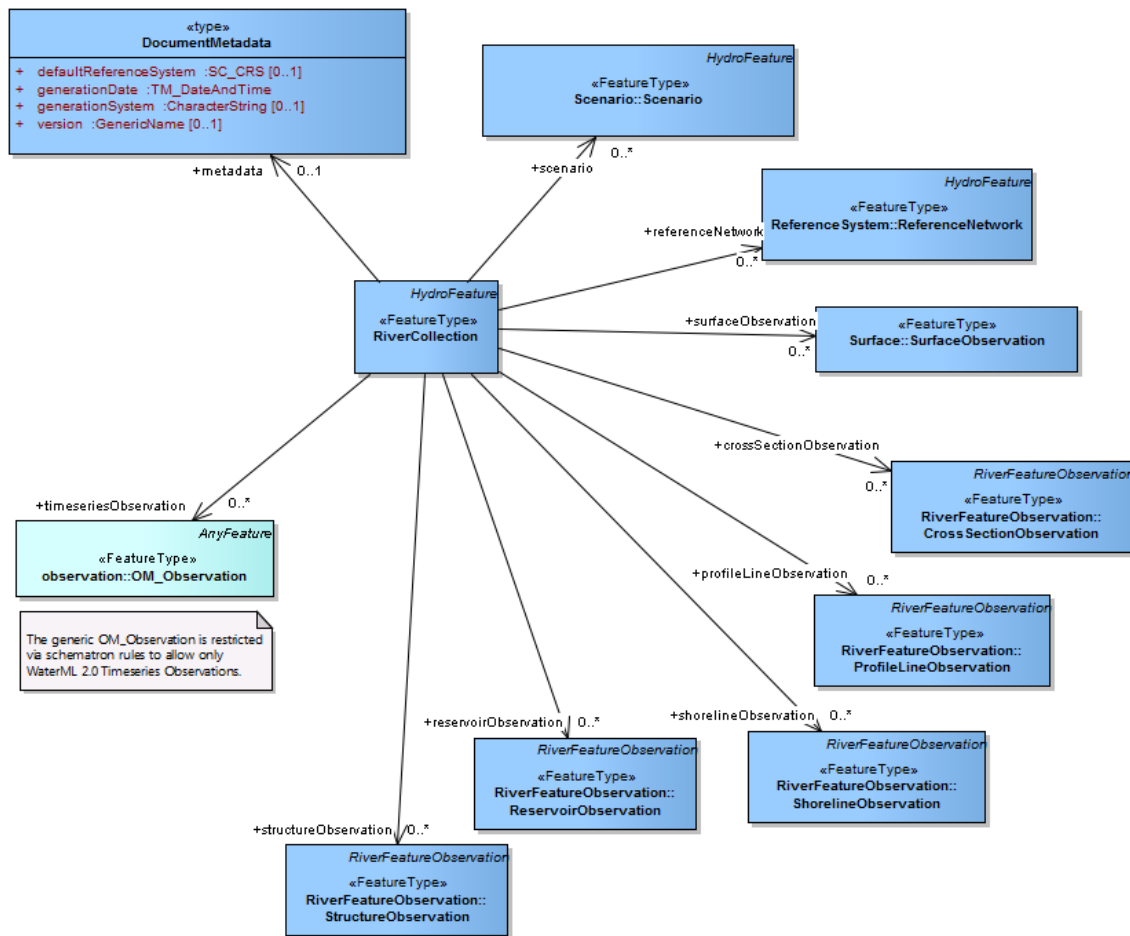 «type»
DocumentMetadata
+ defaultReferenceSystem :SC_CRS [0..1]
+ generationDate :TM_DateAndTime
+ generationSystem :CharacterString [0..1]
+ version :GenericName [0..1]
HydroFeature
«FeatureType»
Scenario::Scenario
+metadata
0..1
+scenario
0..*
HydroFeature
«FeatureType»
ReferenceSystem::ReferenceNetwork
+referenceNetwork
0..*
HydroFeature
«FeatureType»
RiverCollection
+surfaceObservation
0..*
«FeatureType»
Surface::SurfaceObservation
+crossSectionObservation
0..*
RiverFeatureObservation
«FeatureType»
RiverFeatureObservation::
CrossSectionObservation
+timeseriesObservation
0..*
AnyFeature
«FeatureType»
observation::OM_Observation
The generic OM_Observation is restricted
via schematron rules to allow only
WaterML 2.0 Timeseries Observations.
+profileLineObservation
0..*
RiverFeatureObservation
«FeatureType»
RiverFeatureObservation::
ProfileLineObservation
+shorelineObservation
0..*
RiverFeatureObservation
«FeatureType»
RiverFeatureObservation::
ShorelineObservation
+reservoirObservation
0..*
RiverFeatureObservation
«FeatureType»
RiverFeatureObservation::
ReservoirObservation
+structureObservation
0..*
RiverFeatureObservation
«FeatureType»
RiverFeatureObservation::
StructureObservation